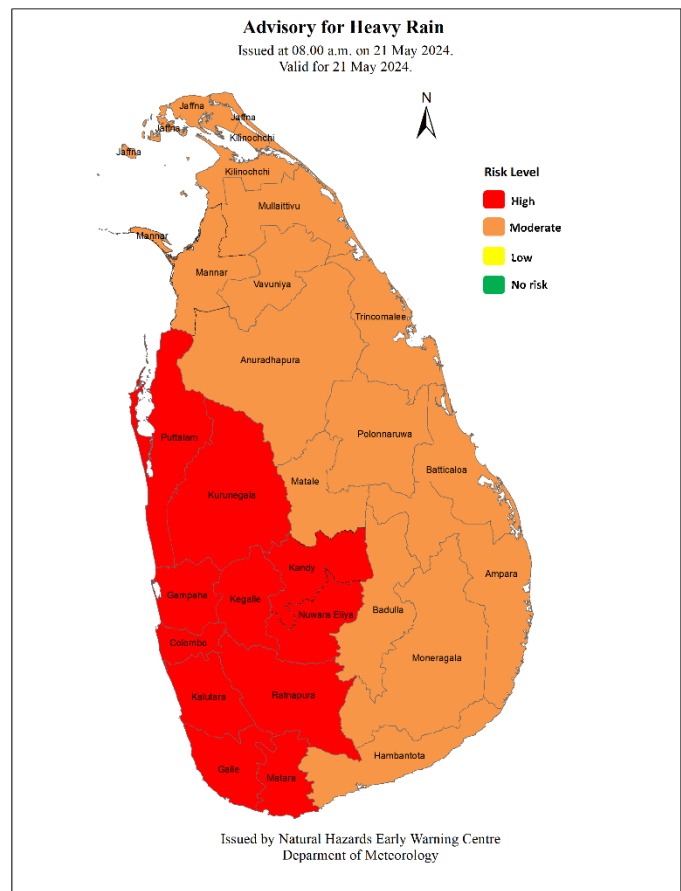 Advisory for Heavy Rain
Issued at 08.00 a.m. on 21 May 2024.
Valid for 21 May 2024.
N
Jaffna
Jaffna
Jaffna
Kilinochchi
Jaffna
Kilinochchi
Mullaittivu
Mannar
Mannar
Vavuniya
Trincomalee
Anuradhapura
Polonnaruwa
Puttalam
Batticaloa
Matale
Kurunegala
Kandy
Ampara
Gampaha
Kegalle
Badulla
Nuwara Eliya
Colombo
Moneragala
Kalutara
Ratnapura
Hambantota
Galle
Matara
Risk Level
High
Moderate
Low
No risk
Issued by Natural Hazards Early Warning Centre
Deparment of Meteorology